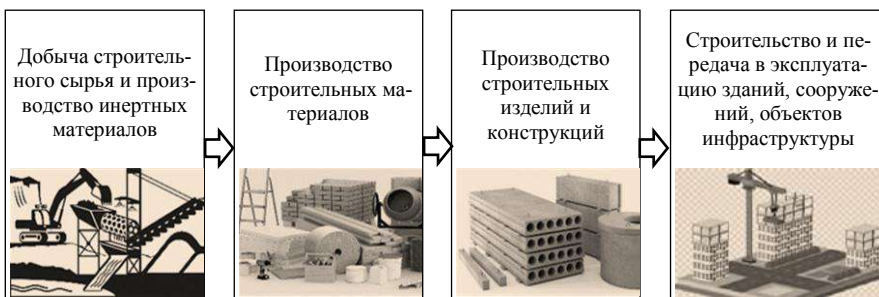 Добыча строитель-
ного сырья и произ-
водство инертных
материалов
Производство
строительных ма-
териалов
Производство
строительных
изделий и
конструкций
Строительство и пе-
редача в эксплуата-
цию зданий, сооруже-
ний, объектов
инфраструктуры